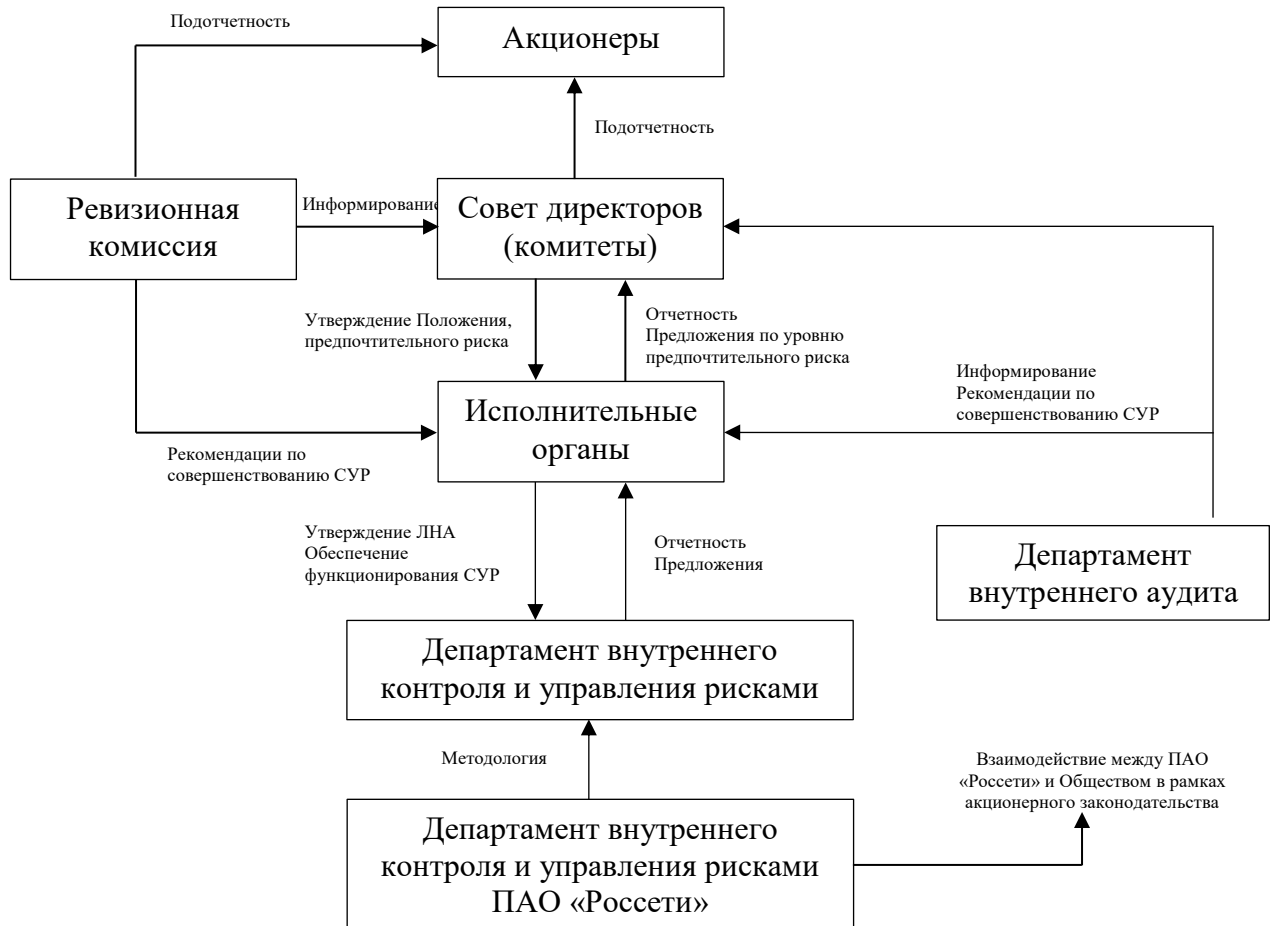 Подотчетность
Акционеры
Подотчетность
Ревизионная
комиссия
Информирование
Совет директоров
(комитеты)
Утверждение Положения,
предпочтительного риска
Отчетность
Предложения по уровню
предпочтительного риска
Информирование
Рекомендации по
совершенствованию СУР
Исполнительные
органы
Рекомендации по
совершенствованию СУР
Утверждение ЛНА
Обеспечение
функционирования СУР
Отчетность
Предложения
Департамент
внутреннего аудита
Департамент внутреннего
контроля и управления рисками
Методология
Взаимодействие между ПАО
«Россети» и Обществом в рамках
акционерного законодательства
Департамент внутреннего
контроля и управления рисками
ПАО «Россети»